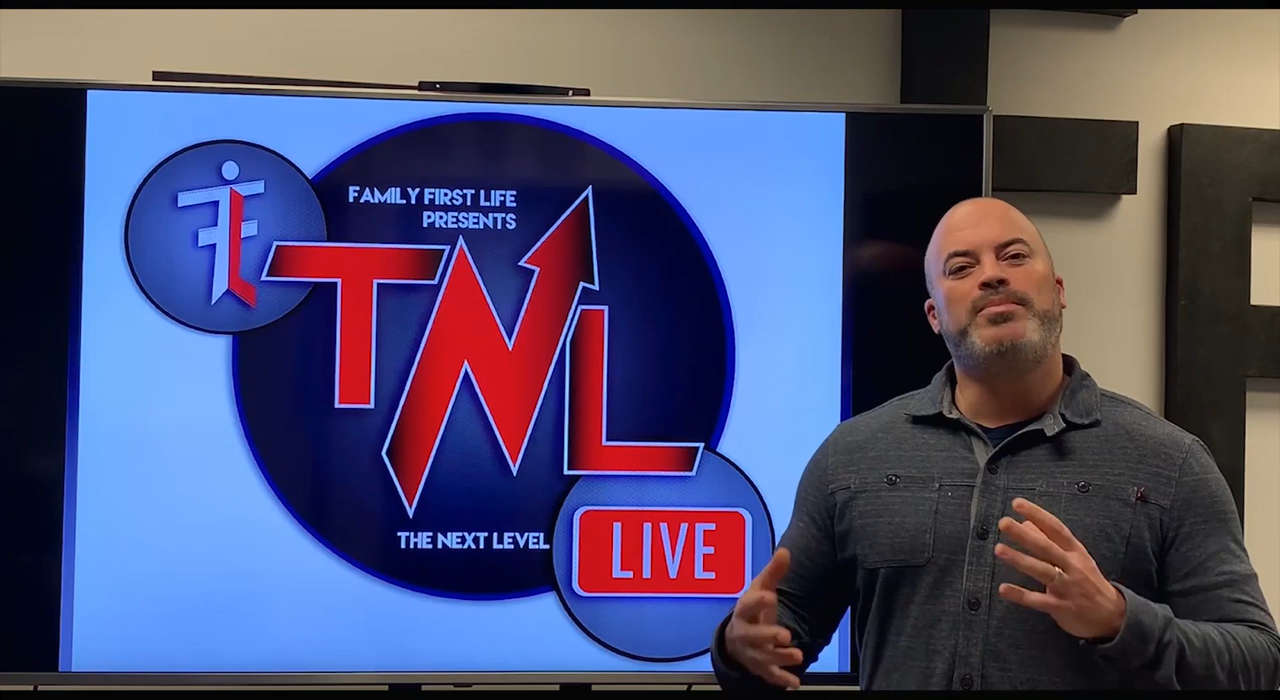 FAMILY FIRST LIFE
PRESENTS
TNL
THE NEXT LEVEL
LIVE